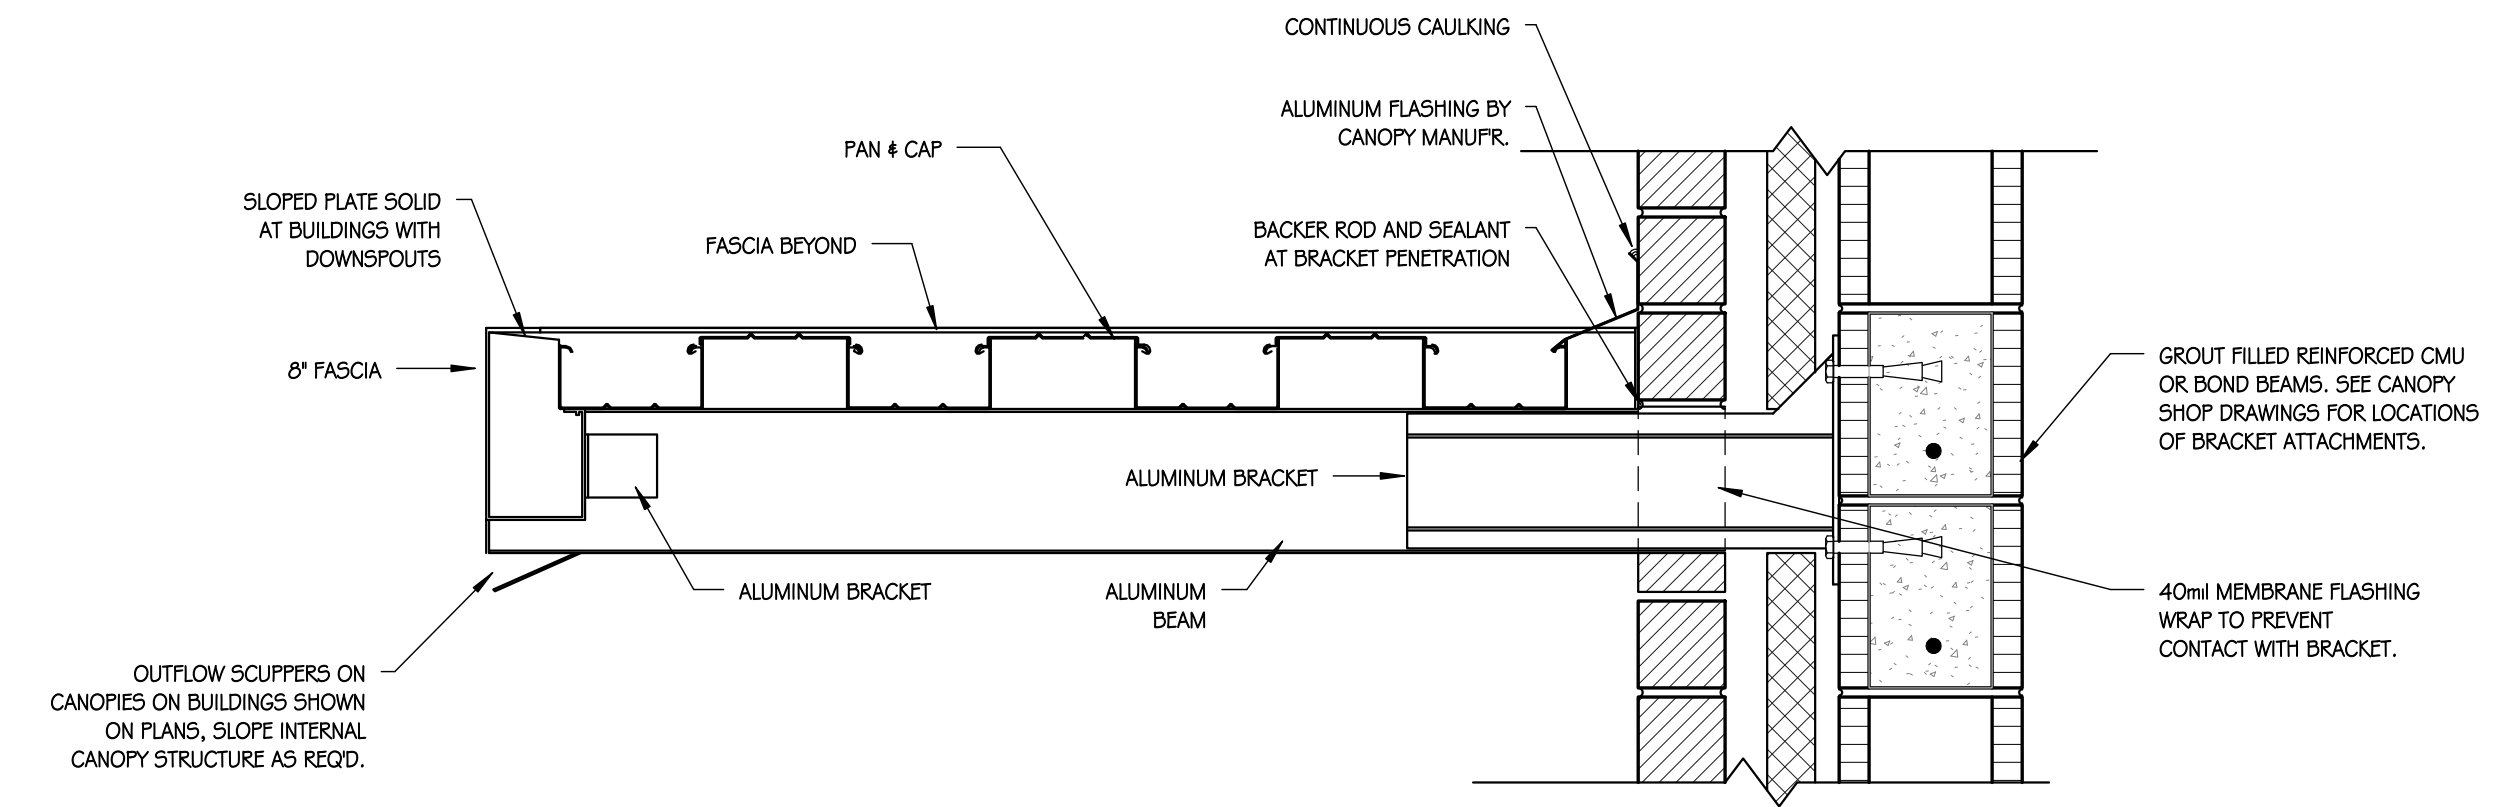 CONTINUOUS CAULKING
ALUMINUM FLASHING BY
CANOPY MANUF'R.
PAN & CAP
SLOPED PLATE SOLID
AT BUILDINGS WITH
DOWNSPOUTS
FASCIA BEYOND
BACKER ROD AND SEALANT
AT BRACKET PENETRATION
8" FASCIA
GROUT FILLED REINFORCED CMU
OR BOND BEAMS. SEE CANOPY
SHOP DRAWINGS FOR LOCATIONS
OF BRACKET ATTACHMENTS.
ALUMINUM BRACKET
ALUMINUM BRACKET
ALUMINUM
BEAM
40mil MEMBRANE FLASHING
WRAP TO PREVENT
CONTACT WITH BRACKET.
OUTFLOW SCUPPERS ON
CANOPIES ON BUILDINGS SHOWN
ON PLANS, SLOPE INTERNAL
CANOPY STRUCTURE AS REQ'D.